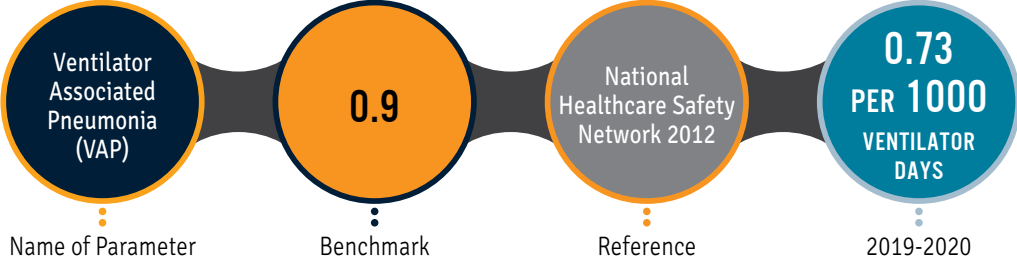 Ventilator
Associated
Pneumonia
(VAP)
Name of Parameter
0.9
Benchmark
National
Healthcare Safety
Network 2012
Reference
0.73
PER 1000
VENTILATOR
DAYS
2019-2020